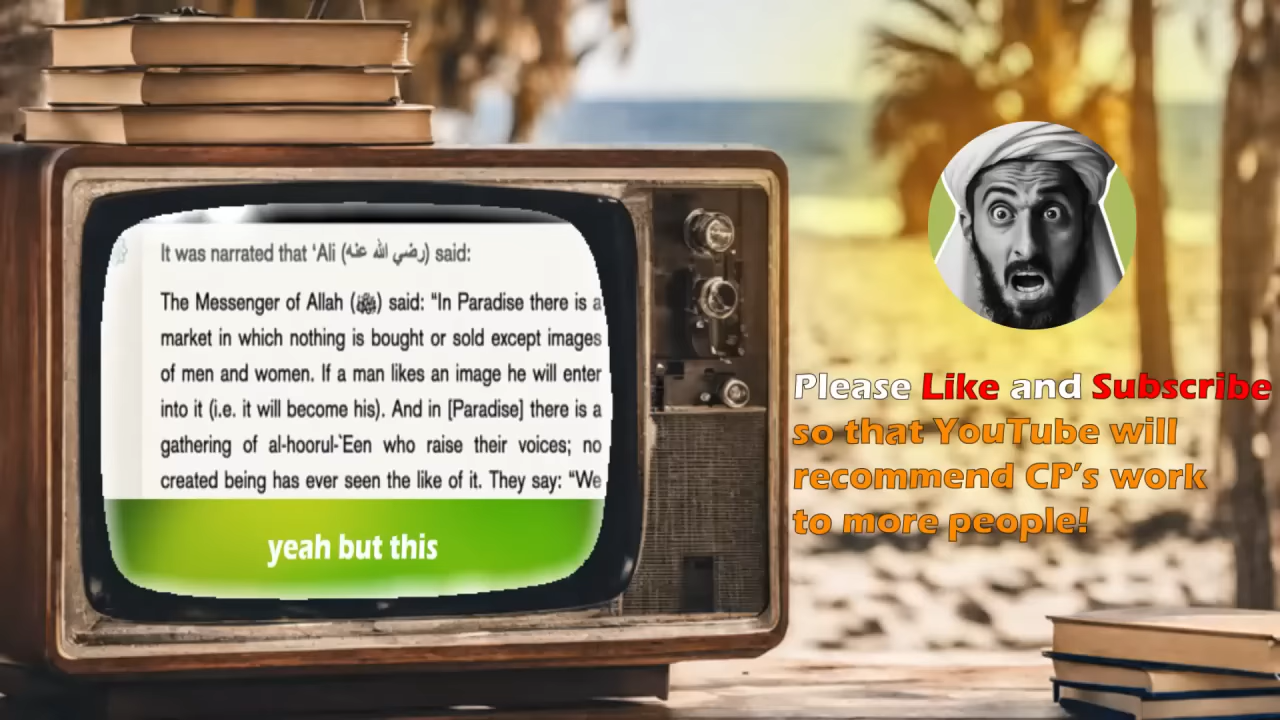 It was narrated that ‘Ali (رضي الله عنه) said:
The Messenger of Allah (ﷺ) said: “In Paradise there is a
market in which nothing is bought or sold except images
of men and women. If a man likes an image he will enter
into it (i.e. it will become his). And in [Paradise] there is a
gathering of al-hoorul-`Een who raise their voices; no
created being has ever seen the like of it. They say: “We
yeah but this
Please Like and Subscribe
so that YouTube will
recommend CP’s work
to more people!